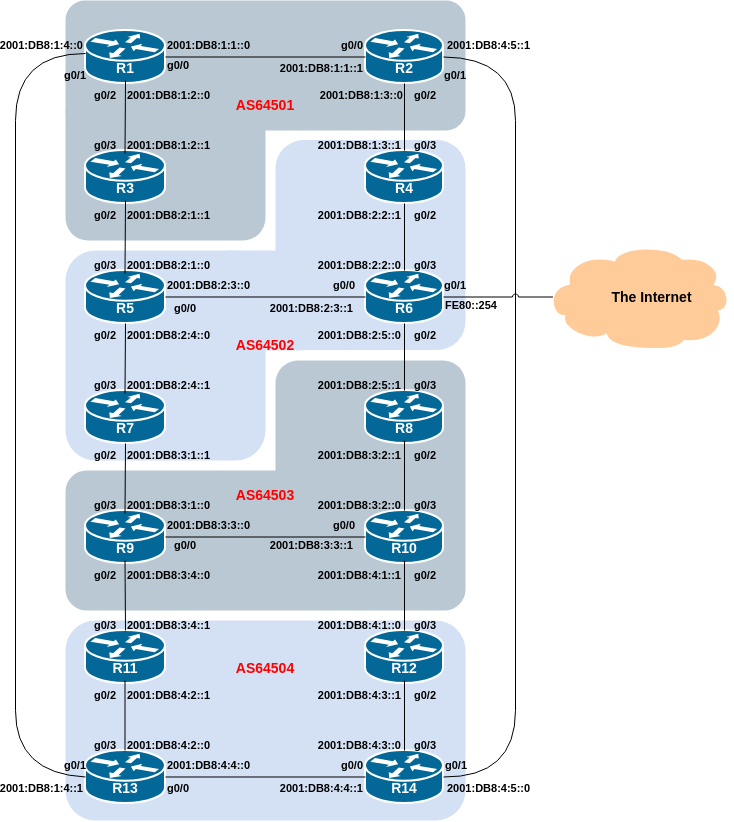 2001:DB8:1:4::0 2001:DB8:1:1::0 g0/0 2001:DB8:4:5::1
R1 g0/0 2001:DB8:1:1::1 R2
g0/1 g0/1
g0/2 2001:DB8:1:2::0 2001:DB8:1:3::0 g0/2
AS64501
g0/3 2001:DB8:1:2::1 2001:DB8:1:3::1 g0/3
R3 R4
g0/2 2001:DB8:2:1::1 2001:DB8:2:2::1 g0/2
g0/3 2001:DB8:2:1::0 2001:DB8:2:2::0 g0/3
2001:DB8:2:3::0 g0/0 g0/1
The Internet
R5 g0/0 2001:DB8:2:3::1 R6 FE80::254
g0/2 2001:DB8:2:4::0 2001:DB8:2:5::0 g0/2
AS64502
g0/3 2001:DB8:2:4::1 2001:DB8:2:5::1 g0/3
R7 R8
g0/2 2001:DB8:3:1::1 2001:DB8:3:2::1 g0/2
AS64503
g0/3 2001:DB8:3:1::0 2001:DB8:3:2::0 g0/3
2001:DB8:3:3::0 g0/0
R9 g0/0 2001:DB8:3:3::1 R10
g0/2 2001:DB8:3:4::0 2001:DB8:4:1::1 g0/2
g0/3 2001:DB8:3:4::1 2001:DB8:4:1::0 g0/3
R11 AS64504 R12
g0/2 2001:DB8:4:2::1 2001:DB8:4:3::1 g0/2
g0/3 2001:DB8:4:2::0 2001:DB8:4:3::0 g0/3
g0/1 2001:DB8:4:4::0 g0/0 g0/1
2001:DB8:1:4::1 R13 g0/0 2001:DB8:4:4::1 R14 2001:DB8:4:5::0